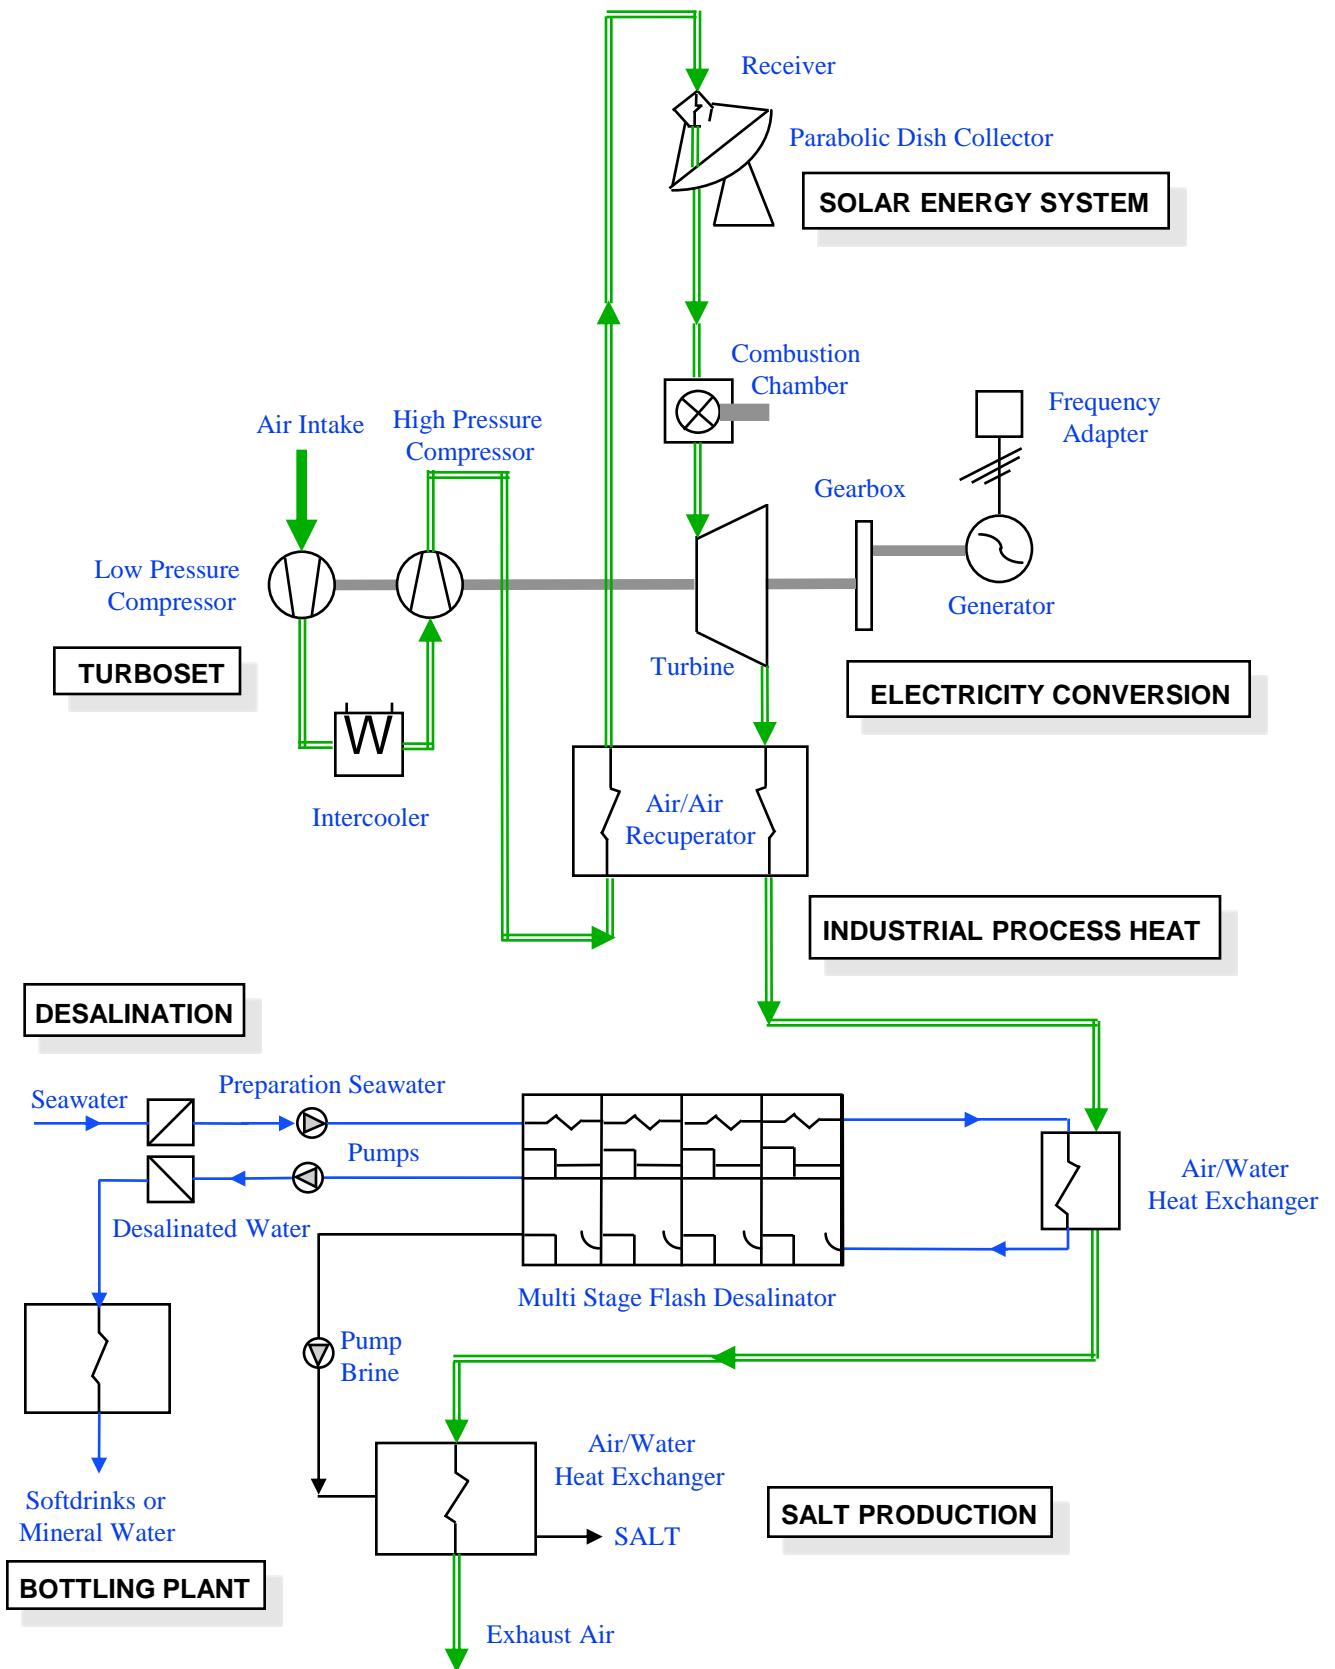 Receiver
Parabolic Dish Collector
SOLAR ENERGY SYSTEM
Combustion
Chamber
Frequency
Adapter
High Pressure
Compressor
Air Intake
Gearbox
Low Pressure
Compressor
Generator
Turbine
TURBOSET
ELECTRICITY CONVERSION
W
Intercooler
Air/Air
Recuperator
INDUSTRIAL PROCESS HEAT
DESALINATION
Seawater
Preparation Seawater
Pumps
Desalinated Water
Air/Water
Heat Exchanger
Multi Stage Flash Desalinator
Pump
Brine
Air/Water
Heat Exchanger
SALT PRODUCTION
Softdrinks or
Mineral Water
SALT
BOTTLING PLANT
Exhaust Air